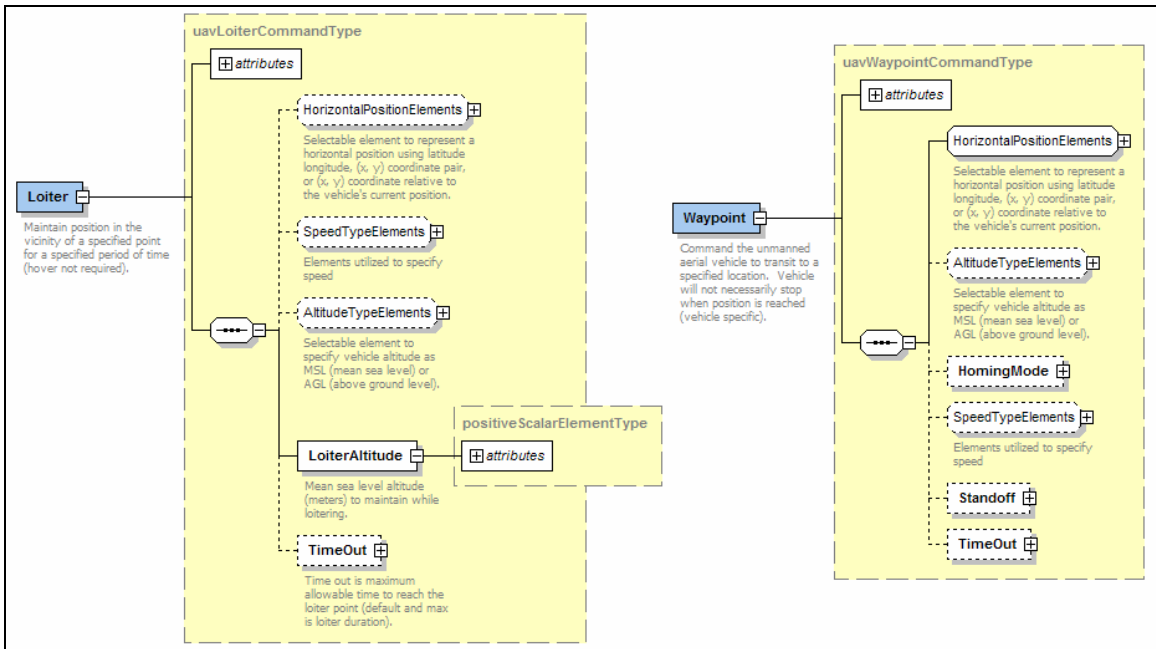 uavLoiterCommandType
attributes
HorizontalPositionElements
Selectable element to represent a
horizontal position using latitude
longitude, (x, y) coordinate pair,
or (x, y) coordinate relative to
the vehicle's current position.
Loiter
Maintain position in the
vicinity of a specified point
for a specified period of time
(hover not required).
SpeedTypeElements
Elements utilized to specify
speed
AltitudeTypeElements
Selectable element to
specify vehicle altitude as
MSL (mean sea level) or
AGL (above ground level).
positiveScalarElementType
LoiterAltitude
attributes
Mean sea level altitude
(meters) to maintain while
loitering.
TimeOut
Time out is maximum
allowable time to reach the
loiter point (default and max
is loiter duration).
uavWaypointCommandType
attributes
HorizontalPositionElements
Selectable element to represent a
horizontal position using latitude
longitude, (x, y) coordinate pair,
or (x, y) coordinate relative to
the vehicle's current position.
Waypoint
Command the unmanned
aerial vehicle to transit to a
specified location. Vehicle
will not necessarily stop
when position is reached
(vehicle specific).
AltitudeTypeElements
Selectable element to
specify vehicle altitude as
MSL (mean sea level) or
AGL (above ground level).
HomingMode
SpeedTypeElements
Elements utilized to specify
speed
Standoff
TimeOut